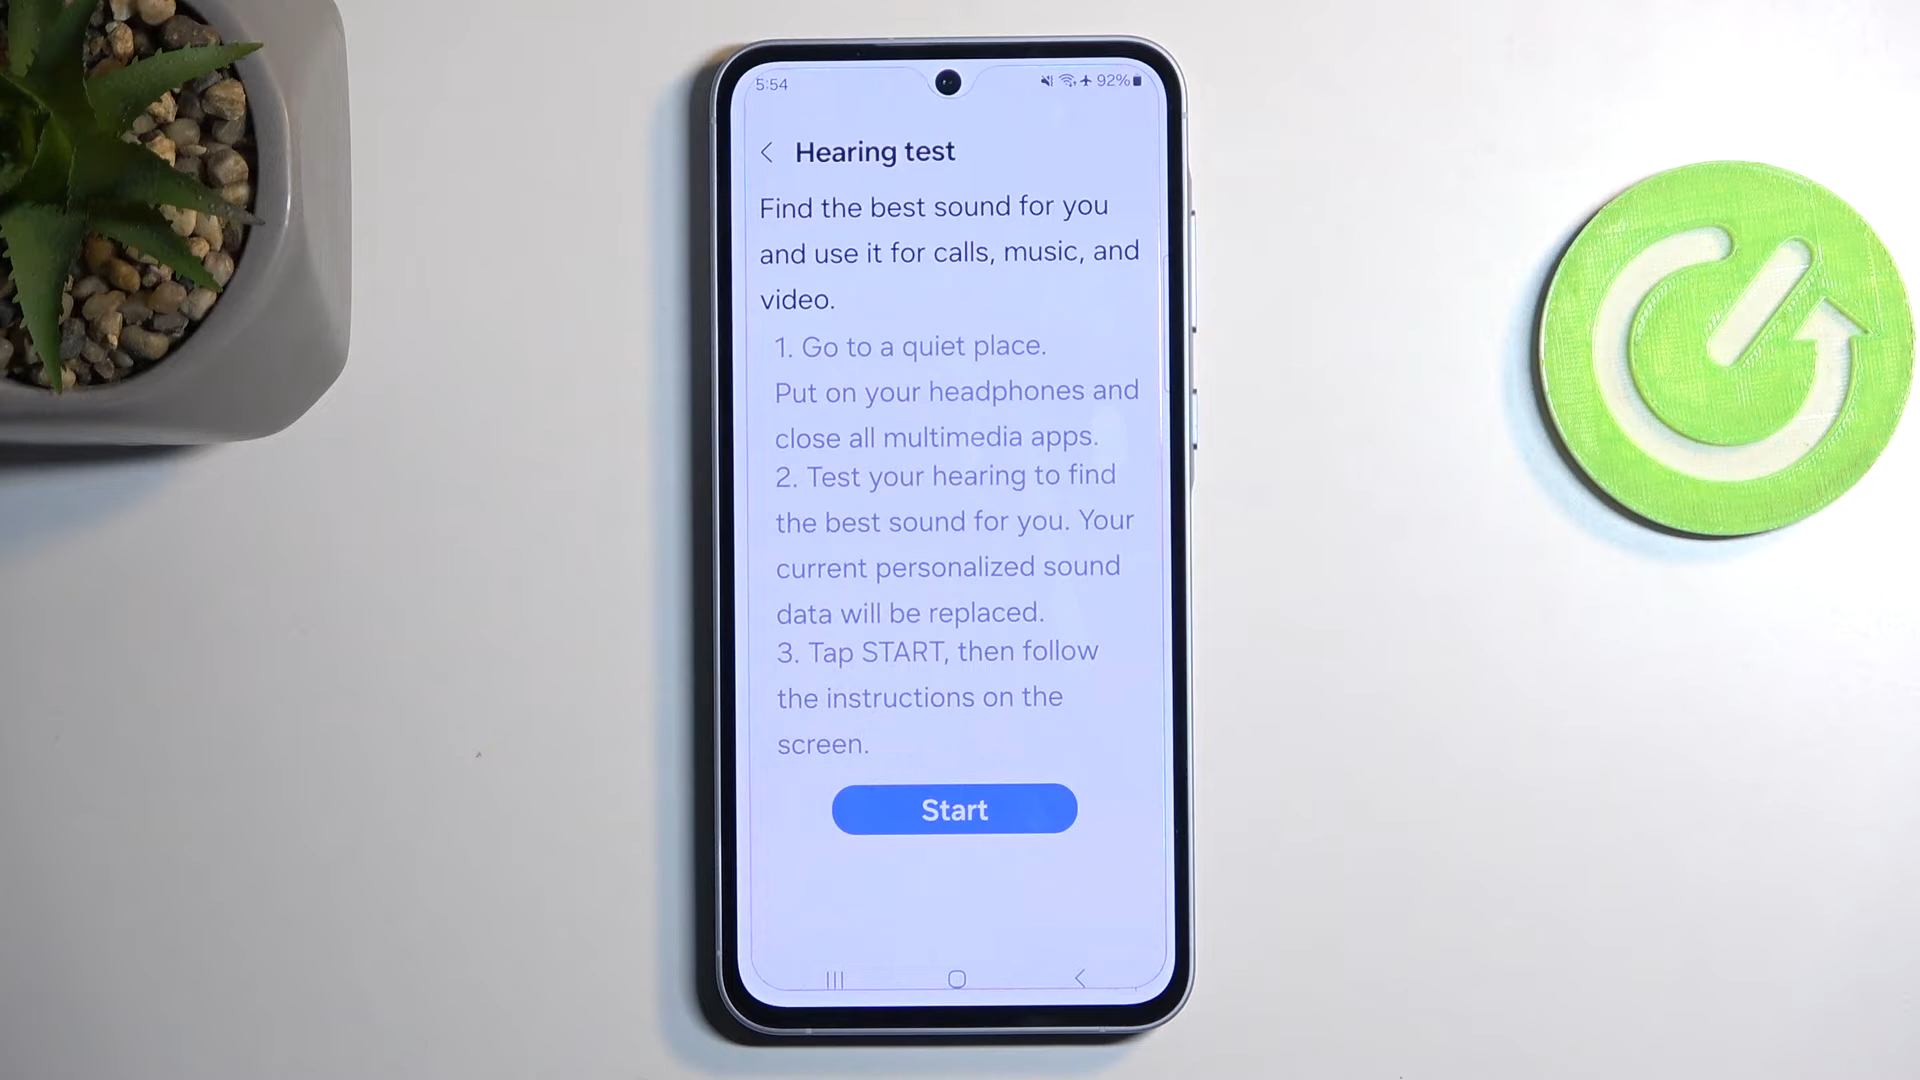 5:54
92%
Hearing test
Find the best sound for you
and use it for calls, music, and
video.
1. Go to a quiet place.
Put on your headphones and
close all multimedia apps.
2. Test your hearing to find
the best sound for you. Your
current personalized sound
data will be replaced.
3. Tap START, then follow
the instructions on the
screen.
Start